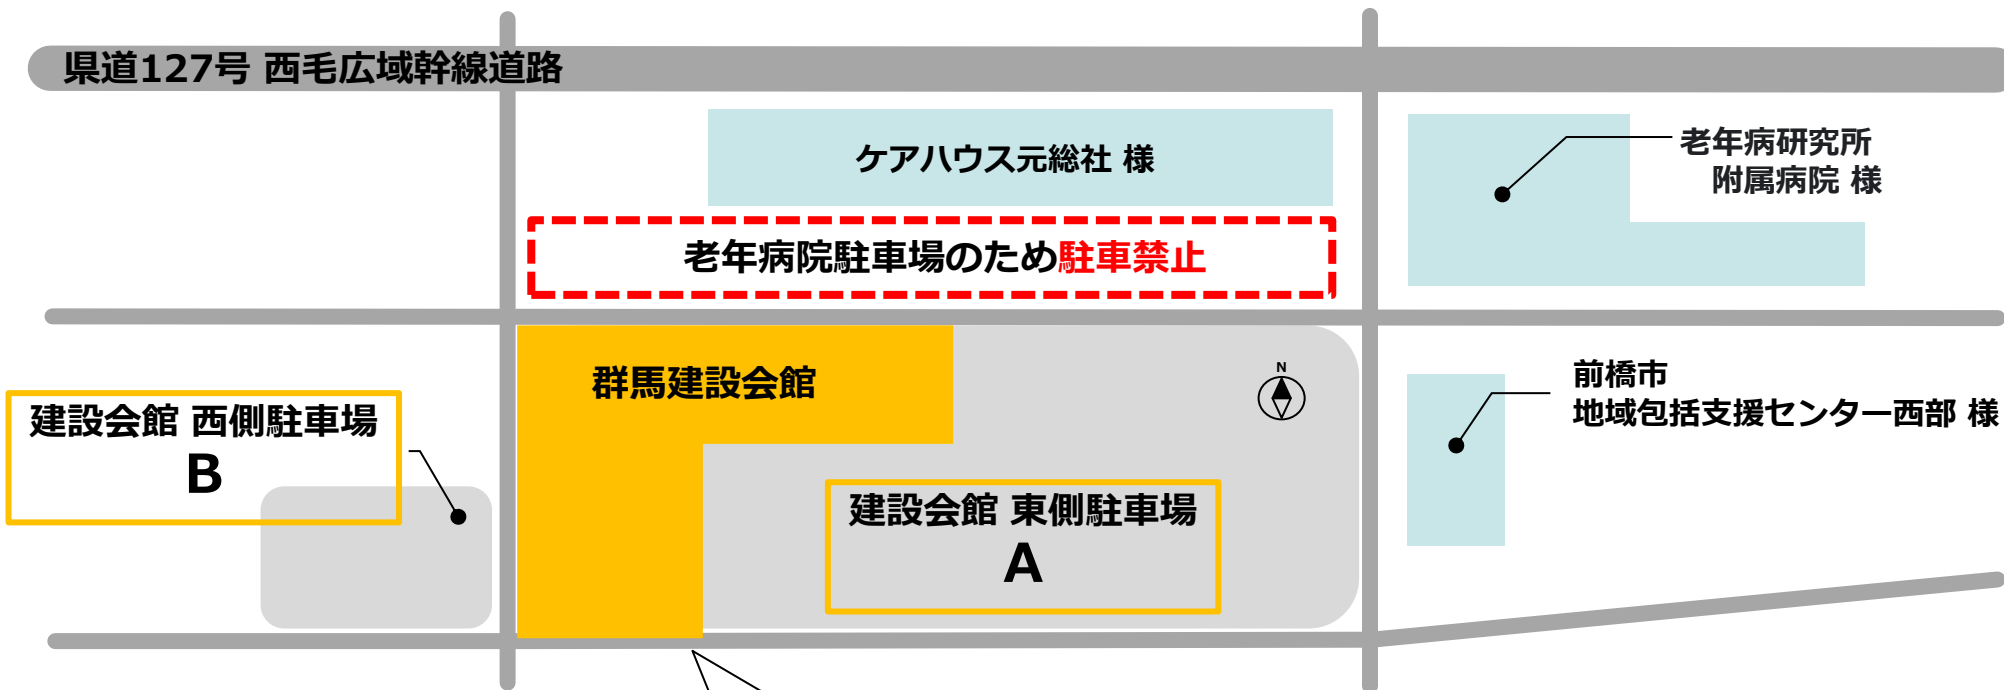 県道127号 西毛広域幹線道路
ケアハウス元総社 様
老年病研究所
附属病院 様
老年病院駐車場のため駐車禁止
群馬建設会館
N
前橋市
地域包括支援センター西部 様
建設会館 西側駐車場
B
建設会館 東側駐車場
A